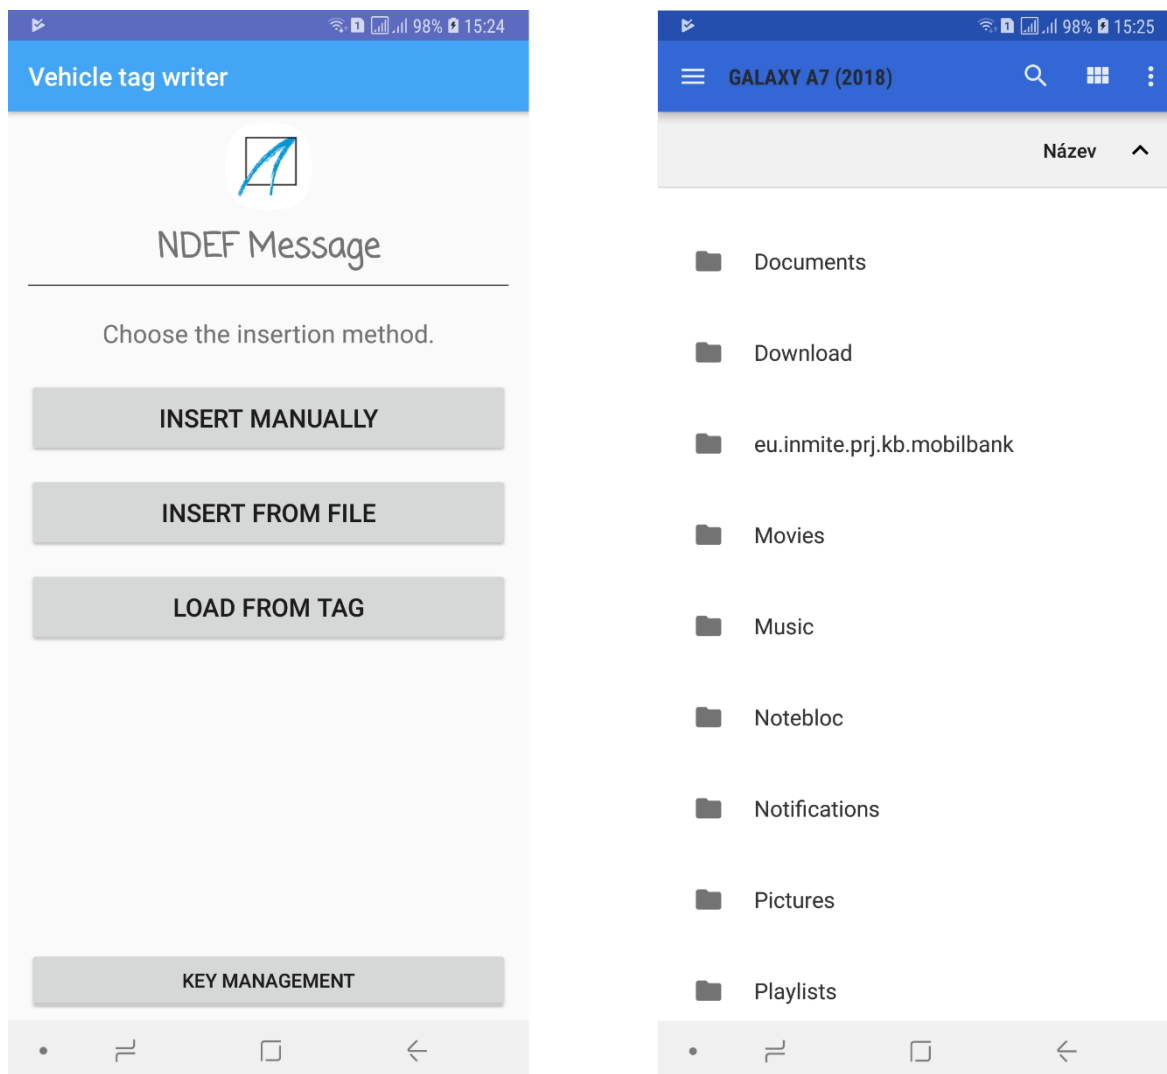 98% 15:24
Vehicle tag writer
NDEF Message
Choose the insertion method.
INSERT MANUALLY
INSERT FROM FILE
LOAD FROM TAG
KEY MANAGEMENT
1 98% 15:25
GALAXY A7 (2018)
Název
Documents
Download
eu.inmite.prj.kb.mobilbank
Movies
Music
Notebloc
Notifications
Pictures
Playlists